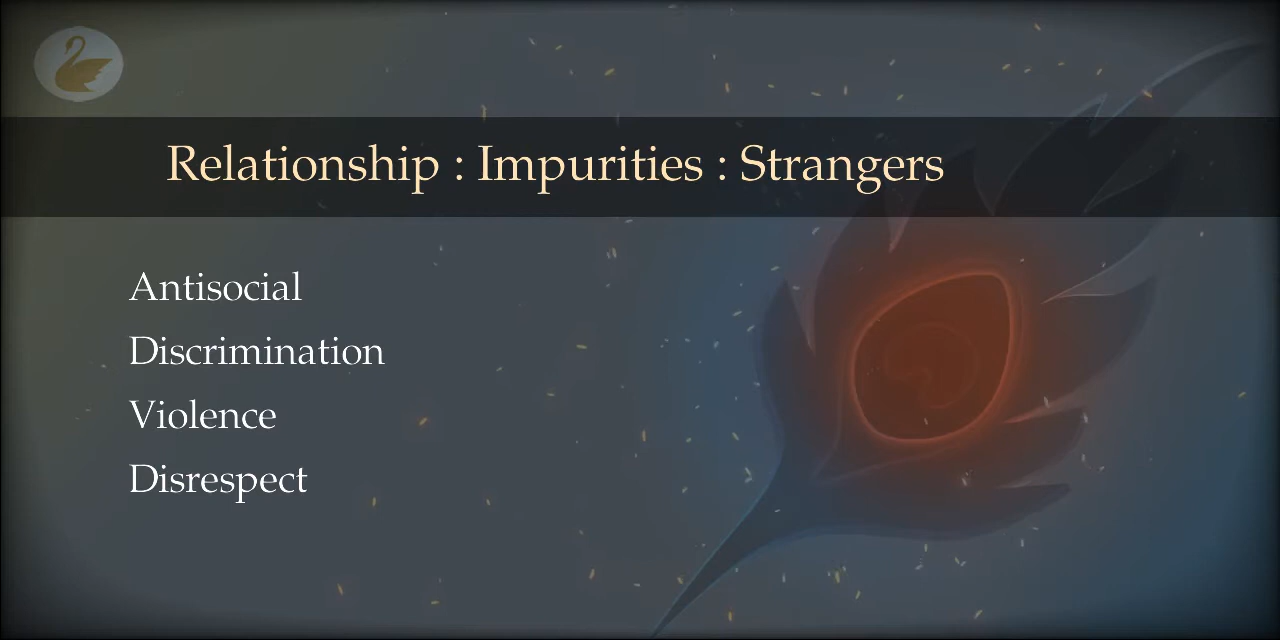 Relationship : Impurities : Strangers
Antisocial
Discrimination
Violence
Disrespect